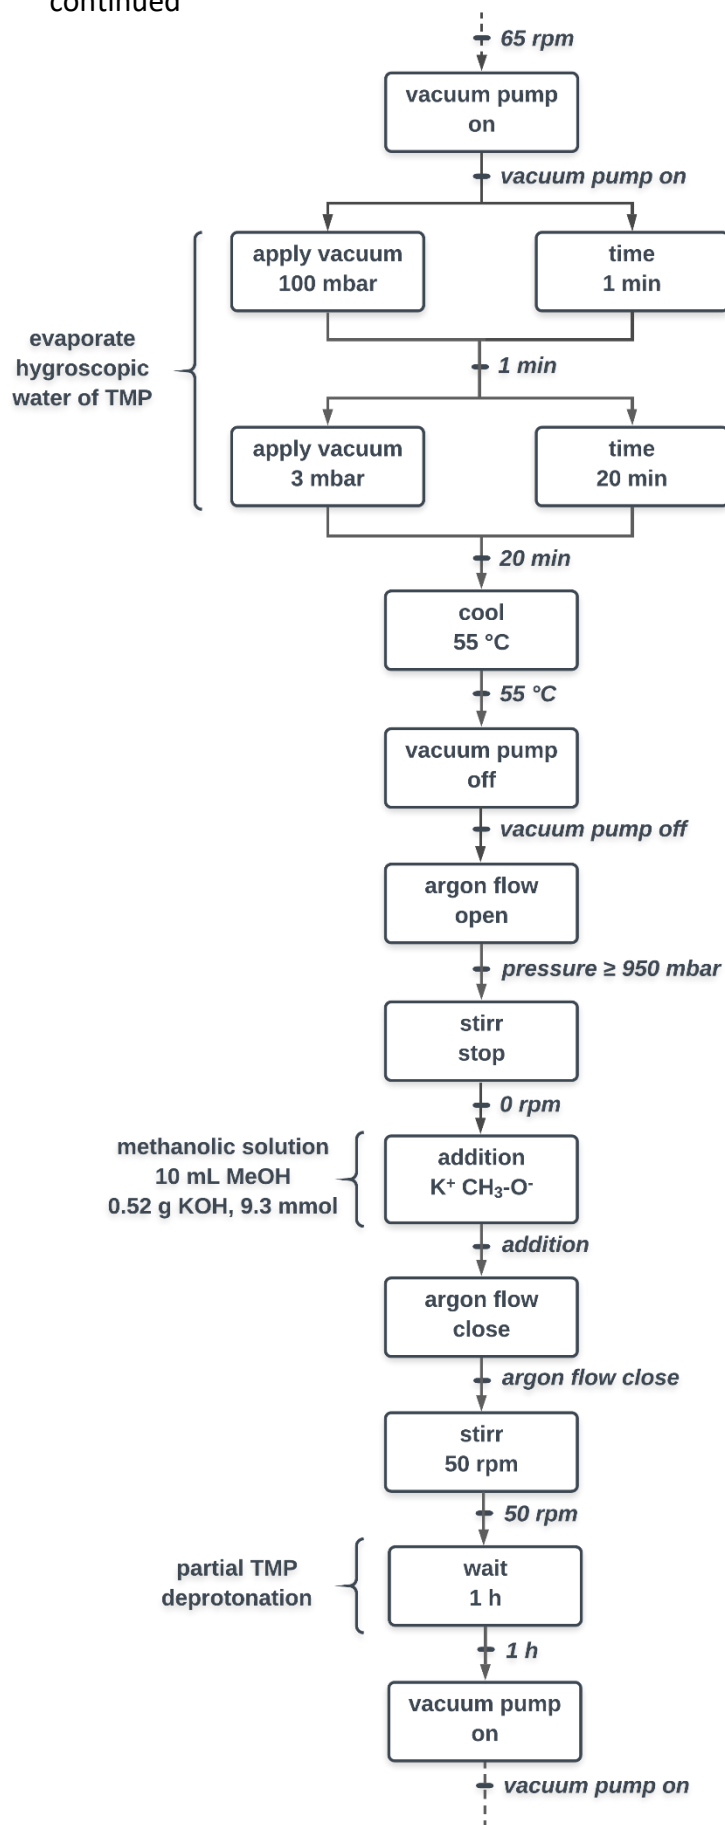 continued
65 rpm
vacuum pump
on
vacuum pump on
apply vacuum
100 mbar
time
1 min
evaporate
hygroscopic
water of TMP
1 min
apply vacuum
3 mbar
time
20 min
20 min
cool
55 °C
55 °C
vacuum pump
off
vacuum pump off
argon flow
open
pressure ≥ 950 mbar
stirr
stop
0 rpm
methanolic solution
10 mL MeOH
0.52 g KOH, 9.3 mmol
addition
K⁺ CH₃-O⁻
addition
argon flow
close
argon flow close
stirr
50 rpm
50 rpm
partial TMP
deprotonation
wait
1 h
1 h
vacuum pump
on
vacuum pump on